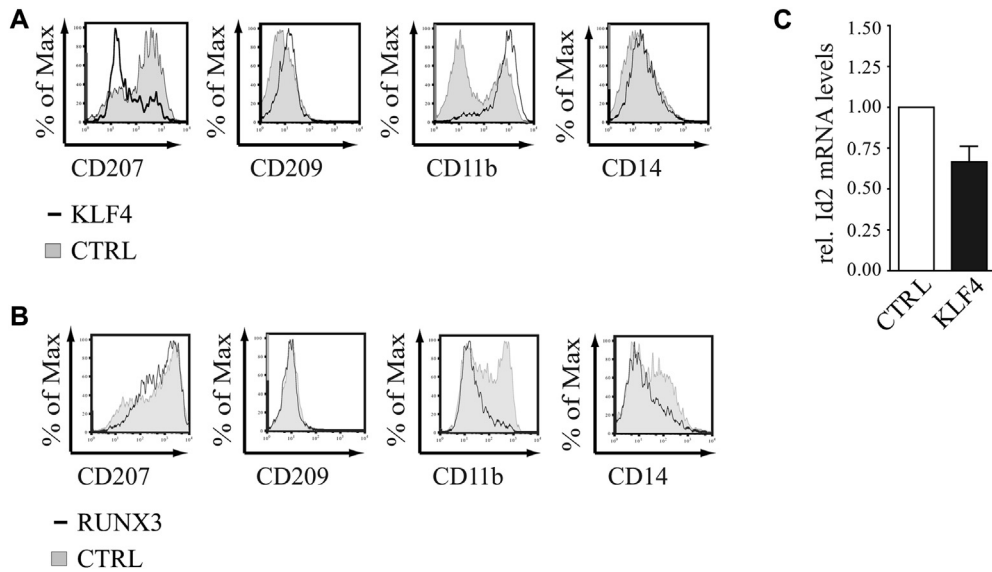 A
% of Max
% of Max
% of Max
% of Max
CD207
CD209
CD11b
CD14
KLF4
CTRL
B
% of Max
% of Max
% of Max
% of Max
CD207
CD209
CD11b
CD14
RUNX3
CTRL
C
rel. Id2 mRNA levels
1.50
1.25
1.00
0.75
0.50
0.25
0.00
CTRL
KLF4